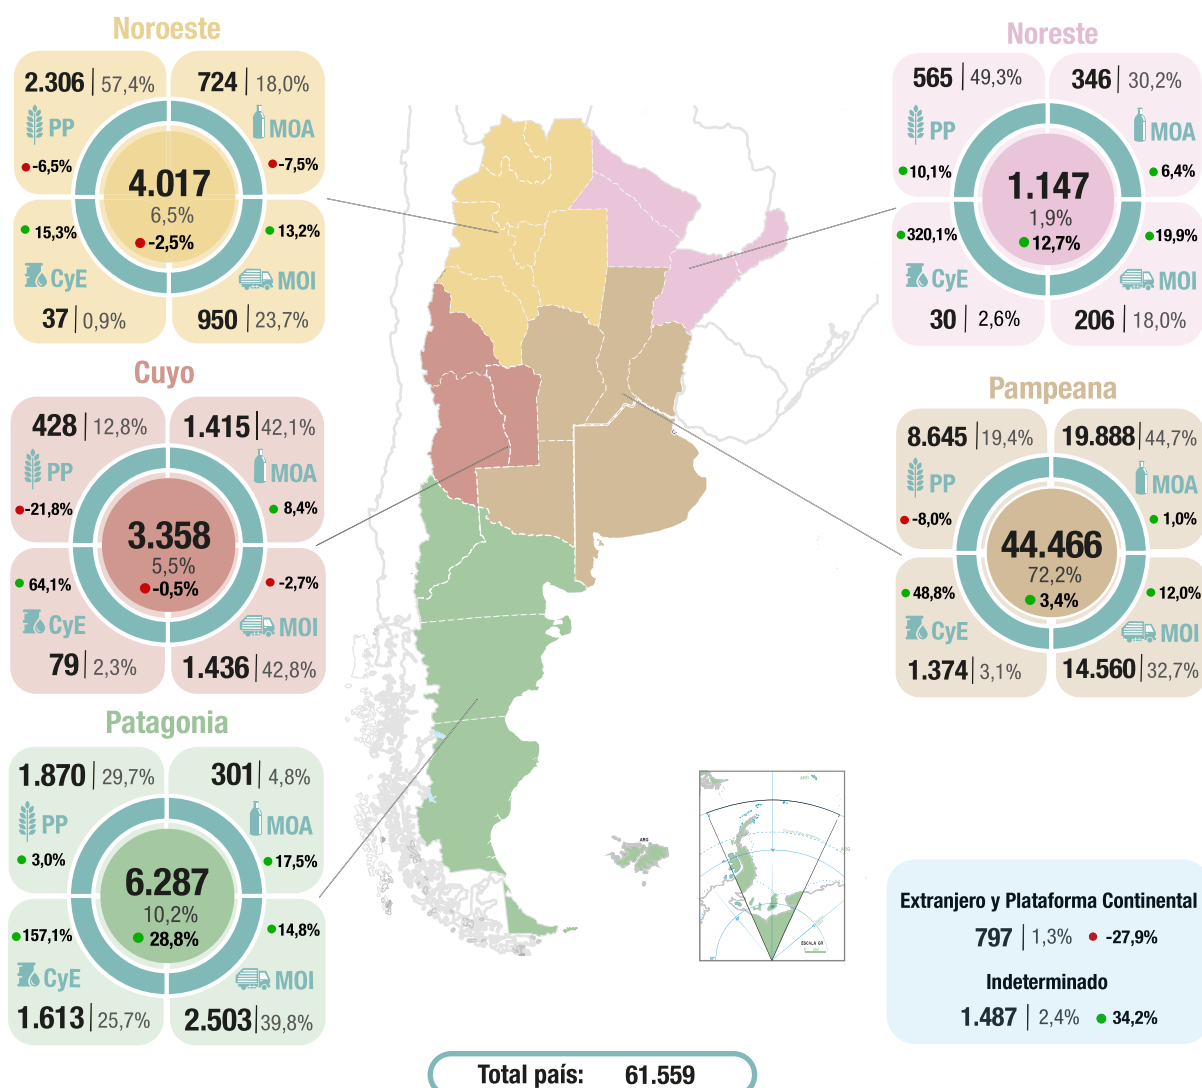 Noroeste
2.306 | 57,4%
724 | 18,0%
PP
MOA
-6,5%
-7,5%
4.017
6,5%
-2,5%
15,3%
13,2%
CyE
MOI
37 | 0,9%
950 | 23,7%
Noreste
565 | 49,3%
346 | 30,2%
PP
MOA
10,1%
6,4%
1.147
1,9%
12,7%
320,1%
19,9%
CyE
MOI
30 | 2,6%
206 | 18,0%
Cuyo
428 | 12,8%
1.415 | 42,1%
PP
MOA
-21,8%
8,4%
3.358
5,5%
-0,5%
64,1%
-2,7%
CyE
MOI
79 | 2,3%
1.436 | 42,8%
Pampeana
8.645 | 19,4%
19.888 | 44,7%
PP
MOA
-8,0%
1,0%
44.466
72,2%
3,4%
48,8%
12,0%
CyE
MOI
1.374 | 3,1%
14.560 | 32,7%
Patagonia
1.870 | 29,7%
301 | 4,8%
PP
MOA
3,0%
17,5%
6.287
10,2%
28,8%
157,1%
14,8%
CyE
MOI
1.613 | 25,7%
2.503 | 39,8%
ARG
Extranjero y Plataforma Continental
797 | 1,3% -27,9%
Indeterminado
1.487 | 2,4% 34,2%
Total país: 61.559